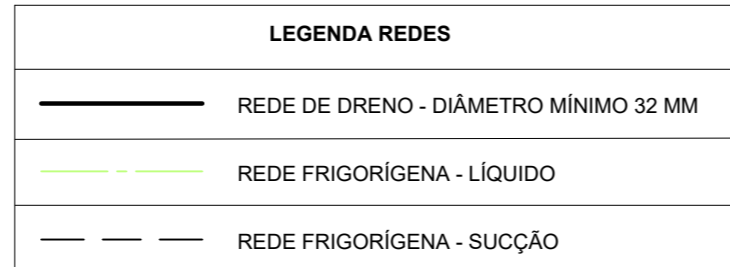 LEGENDA REDES
REDE DE DRENO - DIÂMETRO MÍNIMO 32 MM
REDE FRIGORÍGENA - LÍQUIDO
REDE FRIGORÍGENA - SUCÇÃO